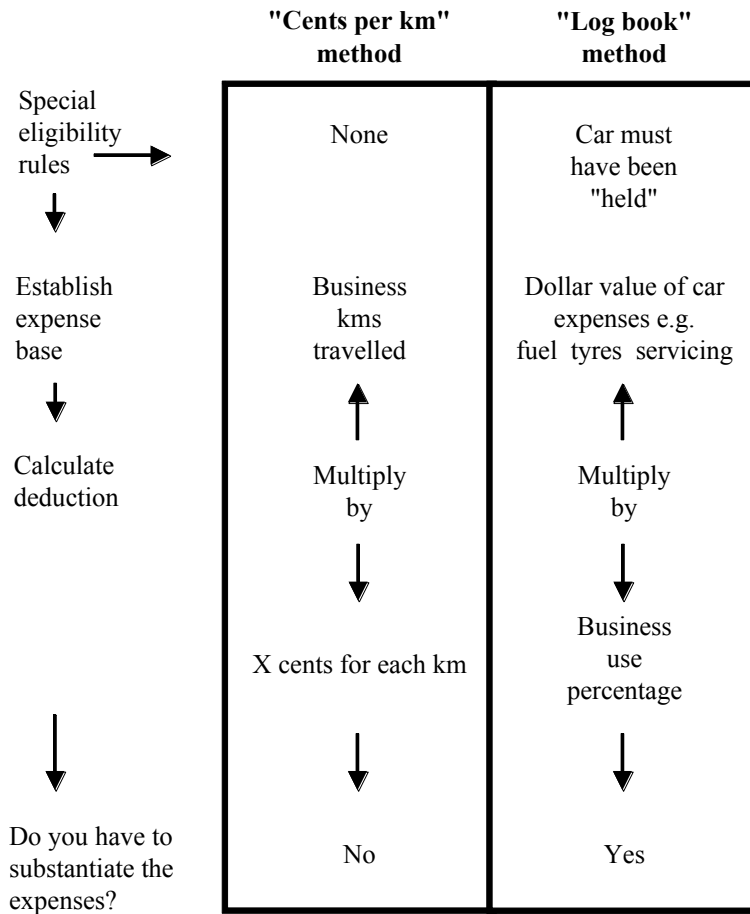 "Cents per km"
method
"Log book"
method
Special
eligibility
rules
None
Car must
have been
"held"
Establish
expense
base
Business
kms
travelled
Dollar value of car
expenses e.g.
fuel tyres servicing
Calculate
deduction
Multiply
by
Multiply
by
X cents for each km
Business
use
percentage
Do you have to
substantiate the
expenses?
No
Yes